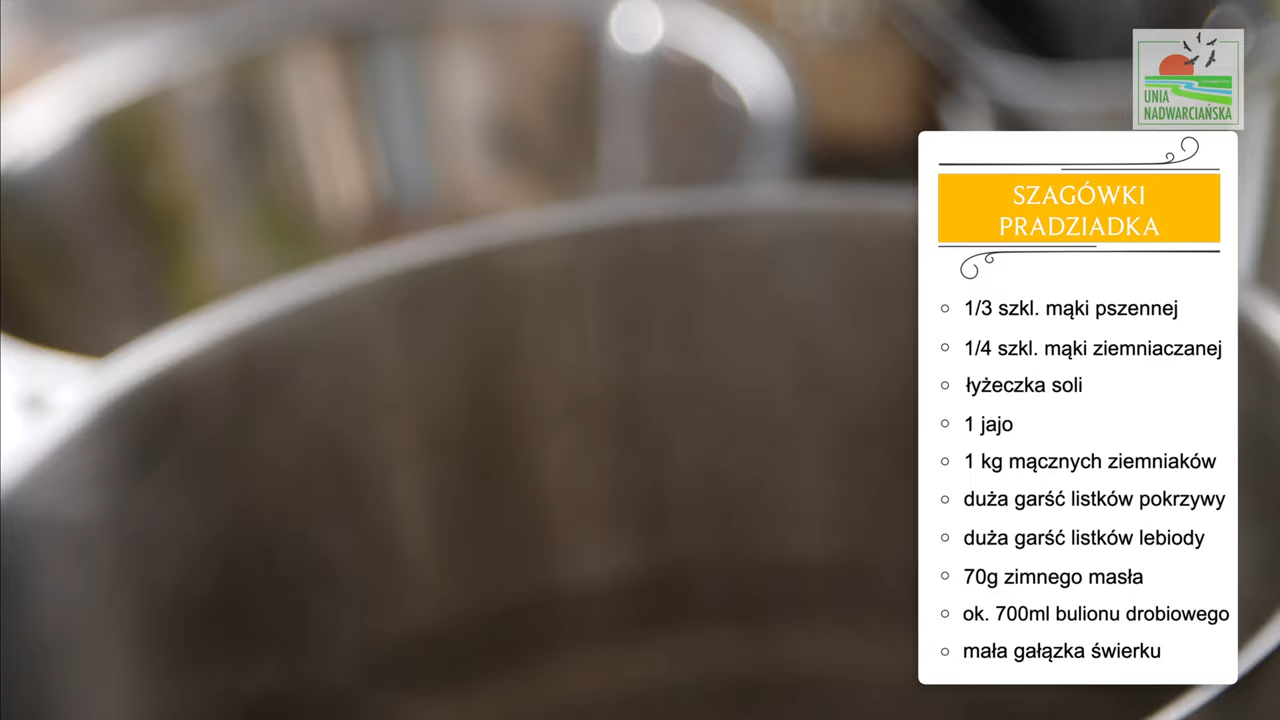 UNIA
NADWARCIAŃSKA
SZAGÓWKI
PRADZIADKA
1/3 szkl. mąki pszennej
1/4 szkl. mąki ziemniaczanej
łyżeczka soli
1 jajo
1 kg mącznych ziemniaków
duża garść listków pokrzywy
duża garść listków lebiody
70g zimnego masła
ok. 700ml bulionu drobiowego
mała gałązka świerku